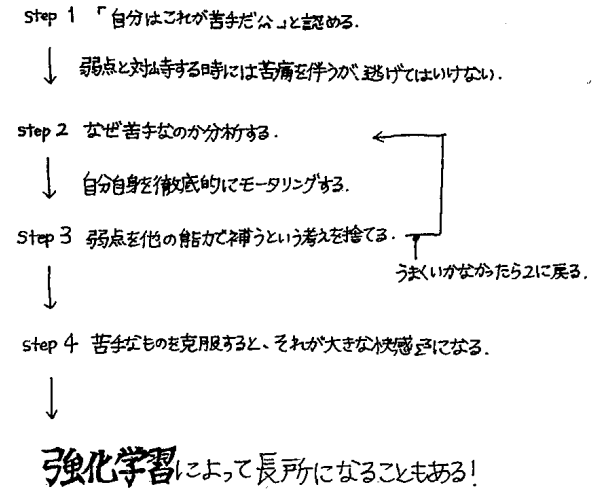 step 1 「自分はこれが苦手だ公」と認める.
弱点と対峙する時には苦痛を伴うが、逃げてはいけない.
step 2 なぜ苦手なのか分析する.
自分自身を徹底的にモータリングする.
step 3 弱点を他の能力で補うという考えを捨てる.
うまくいかなかったら2に戻る.
step 4 苦手なものを克服すると、それが大きな快感になる.
強化学習によって長所になることもある!